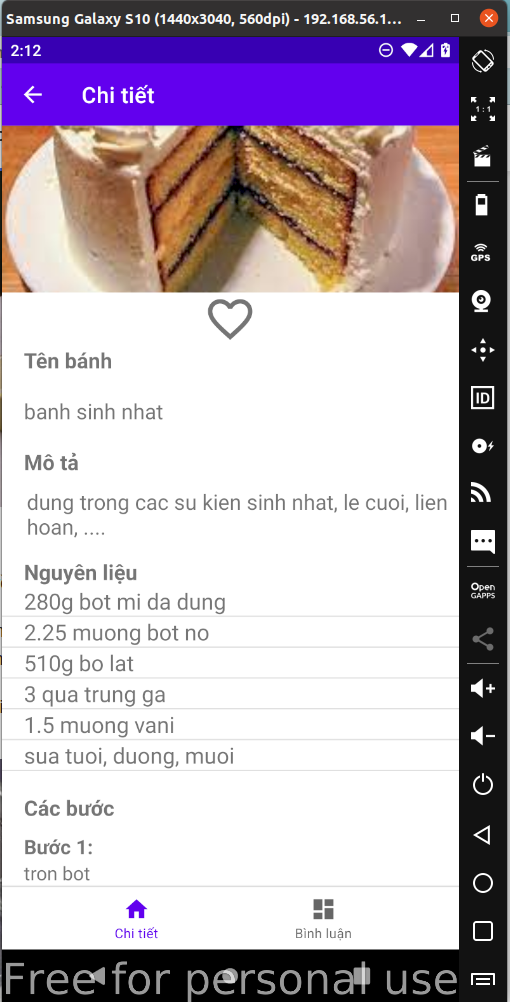 Samsung Galaxy S10 (1440x3040, 560dpi) - 192.168.56.1...
2:12
Chi tiết
Tên bánh
banh sinh nhat
Mô tả
dung trong cac su kien sinh nhat, le cuoi, lien
hoan, ....
Nguyên liệu
280g bot mi da dung
2.25 muong bot no
510g bo lat
3 qua trung ga
1.5 muong vani
sua tuoi, duong, muoi
Các bước
Bước 1:
tron bot
Chi tiết
Bình luận
Free for personal use
1:1
GPS
ID
Open
GAPPS